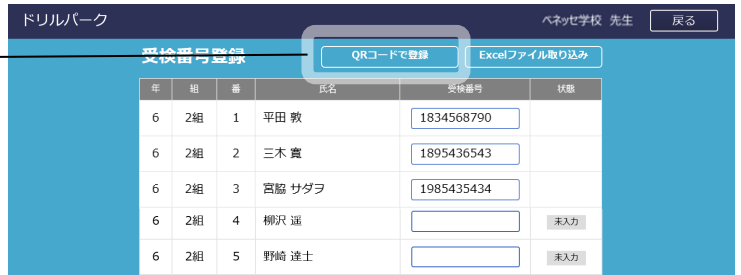 ドリルパーク ベネッセ学校 先生 戻る
受検番号登録 QRコードで登録 Excelファイル取り込み
年 組 番 氏名 受検番号 状態
6 2組 1 平田 敦 1834568790
6 2組 2 三木 寛 1895436543
6 2組 3 宮脇 サダヲ 1985435434
6 2組 4 柳沢 遥 未入力
6 2組 5 野崎 達士 未入力